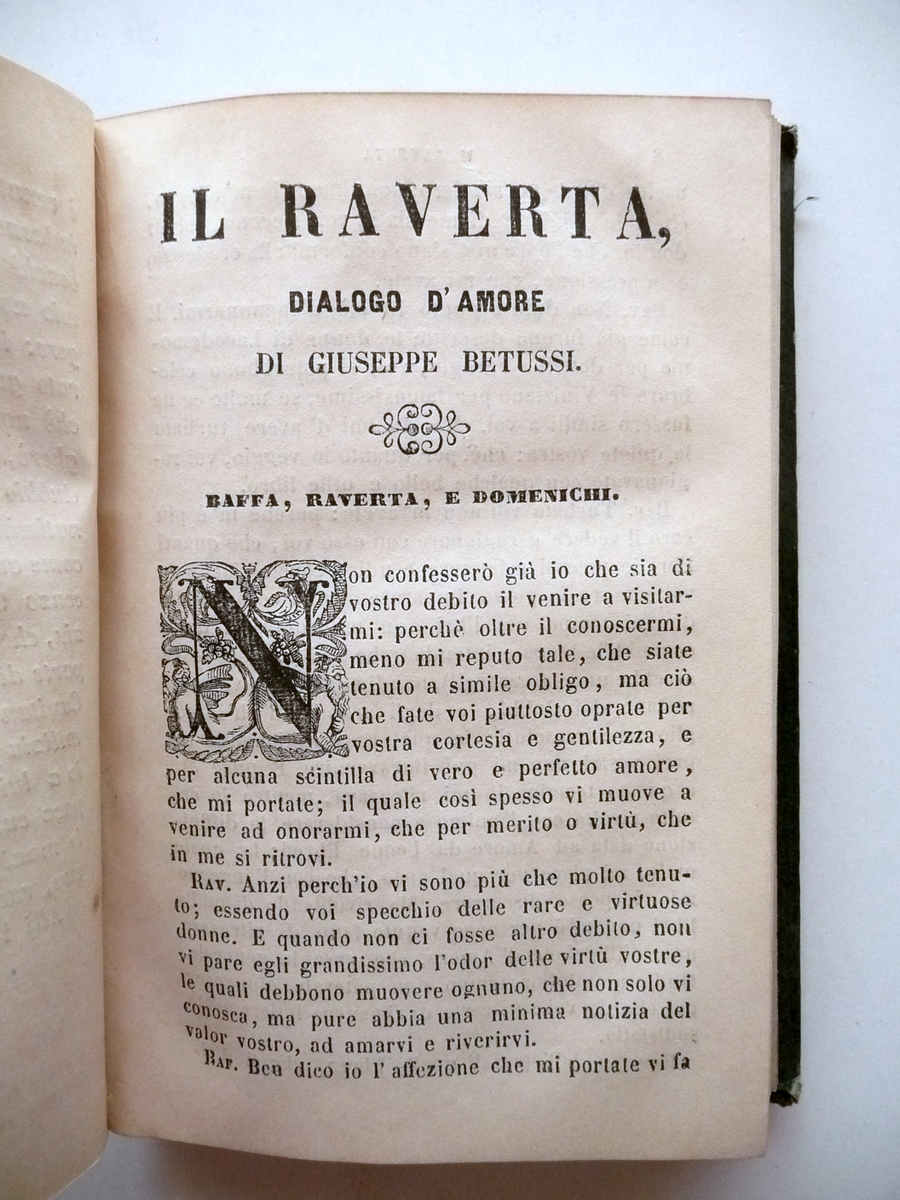 IL RAVERTA,
DIALOGO D'AMORE
DI GIUSEPPE BETUSSI.
BAFFA, RAVERTA, E DOMENICHI.
Non confesserò già io che sia di
vostro debito il venire a visitar-
mi: perchè oltre il conoscermi,
meno mi reputo tale, che siate
tenuto a simile obligo, ma ciò
che fate voi piuttosto oprate per
vostra cortesia e gentilezza, e
per alcuna scintilla di vero e perfetto amore,
che mi portate; il quale così spesso vi muove a
venire ad onorarmi, che per merito o virtù, che
in me si ritrovi.
RAV. Anzi perch'io vi sono più che molto tenu-
to; essendo voi specchio delle rare e virtuose
donne. E quando non ci fosse altro debito, non
vi pare egli grandissimo l'odor delle virtù vostre,
le quali debbono muovere ognuno, che non solo vi
conosca, ma pure abbia una minima notizia del
valor vostro, ad amarvi e riverirvi.
BAF. Ben dico io l'affezione che mi portate vi fa